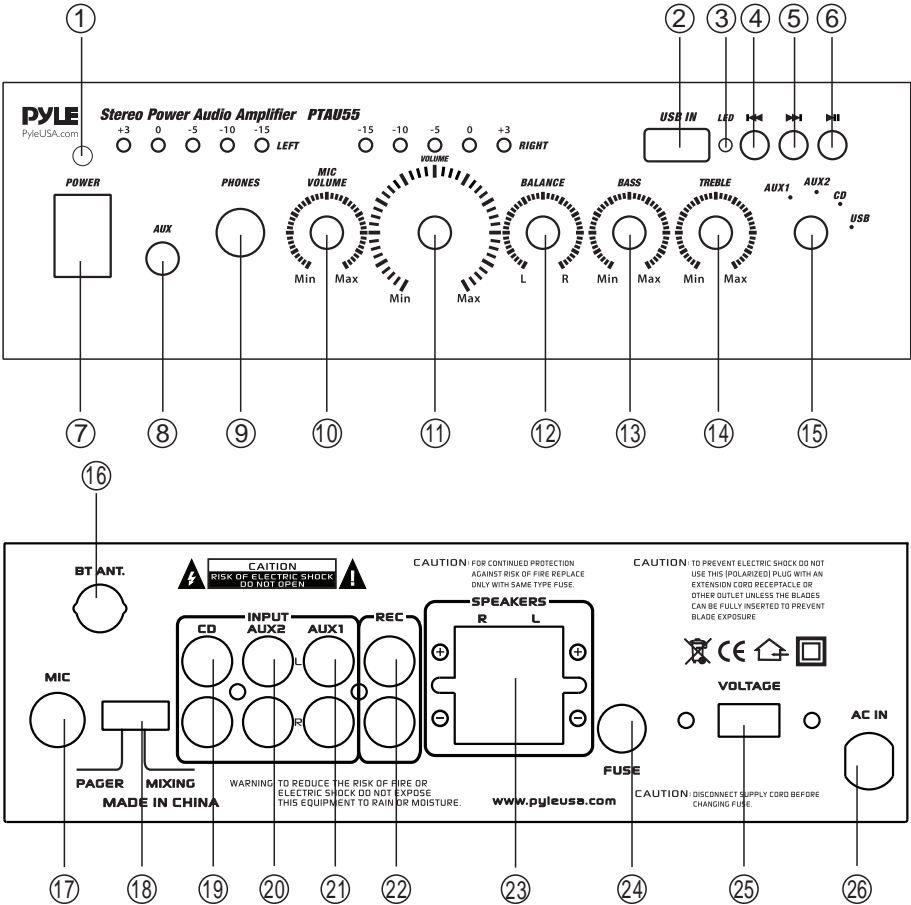 ① ② ③ ④ ⑤ ⑥
PYLE Stereo Power Audio Amplifier PTAU55
PyleUSA.com
+3 0 -5 -10 -15 LEFT
-15 -10 -5 0 +3 RIGHT
USB IN LED
POWER
AUX
PHONES
MIC
VOLUME
Min Max
VOLUME
Min Max
BALANCE
L R
BASS
Min Max
TREBLE
Min Max
AUX1 AUX2 CD USB
⑦ ⑧ ⑨ ⑩ ⑪ ⑫ ⑬ ⑭ ⑮
⑯
BT ANT.
CAITION
RISK OF ELECTRIC SHOCK
DO NOT OPEN
!
CAUTION: FOR CONTINUED PROTECTION
AGAINST RISK OF FIRE REPLACE
ONLY WITH SAME TYPE FUSE.
CAUTION: TO PREVENT ELECTRIC SHOCK DO NOT
USE THIS (POLARIZED) PLUG WITH AN
EXTENSION CORD RECEPTACLE OR
OTHER OUTLET UNLESS THE BLADES
CAN BE FULLY INSERTED TO PREVENT
BLADE EXPOSURE
MIC
PAGER MIXING
MADE IN CHINA
INPUT
CD AUX2 AUX1
L
R
REC
SPEAKERS
R L
+ +
- -
CE
FUSE
VOLTAGE
AC IN
WARNING: TO REDUCE THE RISK OF FIRE OR
ELECTRIC SHOCK DO NOT EXPOSE
THIS EQUIPMENT TO RAIN OR MOISTURE.
www.pyleusa.com
CAUTION: DISCONNECT SUPPLY CORD BEFORE
CHANGING FUSE.
⑰ ⑱ ⑲ ⑳ ㉑ ㉒ ㉓ ㉔ ㉕ ㉖